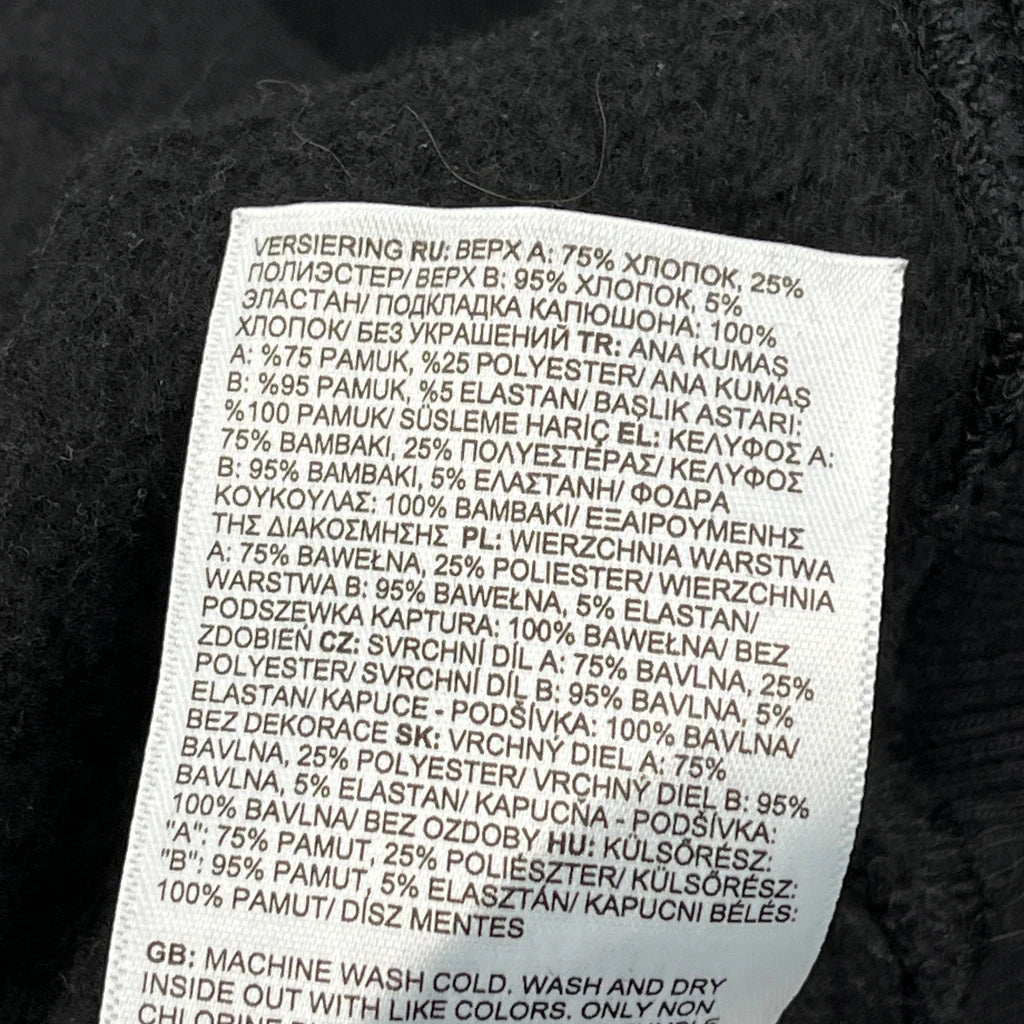 VERSIERING RU: ВЕРХ А: 75% ХЛОПОК, 25%
ПОЛИЭСТЕР/ ВЕРХ В: 95% ХЛОПОК, 5%
ЭЛАСТАН/ ПОДКЛАДКА КАПЮШОНА: 100%
ХЛОПОК/ БЕЗ УКРАШЕНИЙ TR: ANA KUMAŞ
A: %75 PAMUK, %25 POLYESTER/ ANA KUMAŞ
B: %95 PAMUK, %5 ELASTAN/ BAŞLIK ASTARI:
%100 PAMUK/ SÜSLEME HARİÇ EL: ΚΕΛΥΦΟΣ Α:
75% ΒΑΜΒΑΚΙ, 25% ΠΟΛΥΕΣΤΕΡΑΣ/ ΚΕΛΥΦΟΣ
Β: 95% ΒΑΜΒΑΚΙ, 5% ΕΛΑΣΤΑΝΗ/ ΦΟΔΡΑ
ΚΟΥΚΟΥΛΑΣ: 100% ΒΑΜΒΑΚΙ/ ΕΞΑΙΡΟΥΜΕΝΗΣ
ΤΗΣ ΔΙΑΚΟΣΜΗΣΗΣ PL: WIERZCHNIA WARSTWA
A: 75% BAWEŁNA, 25% POLIESTER/ WIERZCHNIA
WARSTWA B: 95% BAWEŁNA, 5% ELASTAN/
PODSZEWKA KAPTURA: 100% BAWEŁNA/ BEZ
ZDOBIEŃ CZ: SVRCHNÍ DÍL A: 75% BAVLNA, 25%
POLYESTER/ SVRCHNÍ DÍL B: 95% BAVLNA, 5%
ELASTAN/ KAPUCE - PODŠÍVKA: 100% BAVLNA/
BEZ DEKORACE SK: VRCHNÝ DIEL A: 75%
BAVLNA, 25% POLYESTER/ VRCHNÝ DIEL B: 95%
BAVLNA, 5% ELASTAN/ KAPUCŇA - PODŠÍVKA:
100% BAVLNA/ BEZ OZDOBY HU: KÜLSŐRÉSZ:
"A": 75% PAMUT, 25% POLIÉSZTER/ KÜLSŐRÉSZ:
"B": 95% PAMUT, 5% ELASZTÁN/ KAPUCNI BÉLÉS:
100% PAMUT/ DÍSZ MENTES
GB: MACHINE WASH COLD. WASH AND DRY
INSIDE OUT WITH LIKE COLORS. ONLY NON
CHLORINE